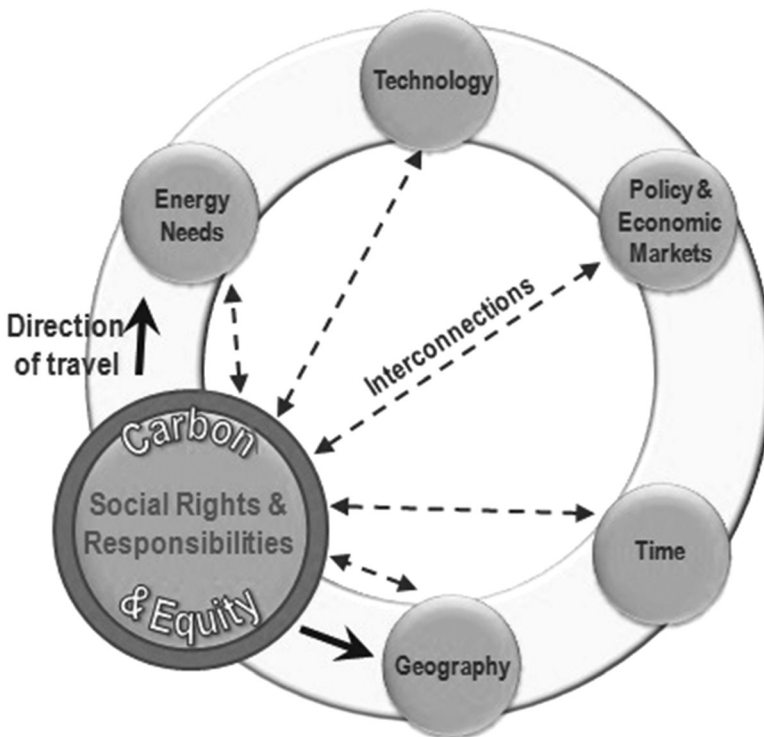 Technology
Energy
Needs
Policy &
Economic
Markets
Interconnections
Direction
of travel
Carbon
Social Rights &
Responsibilities
& Equity
Time
Geography